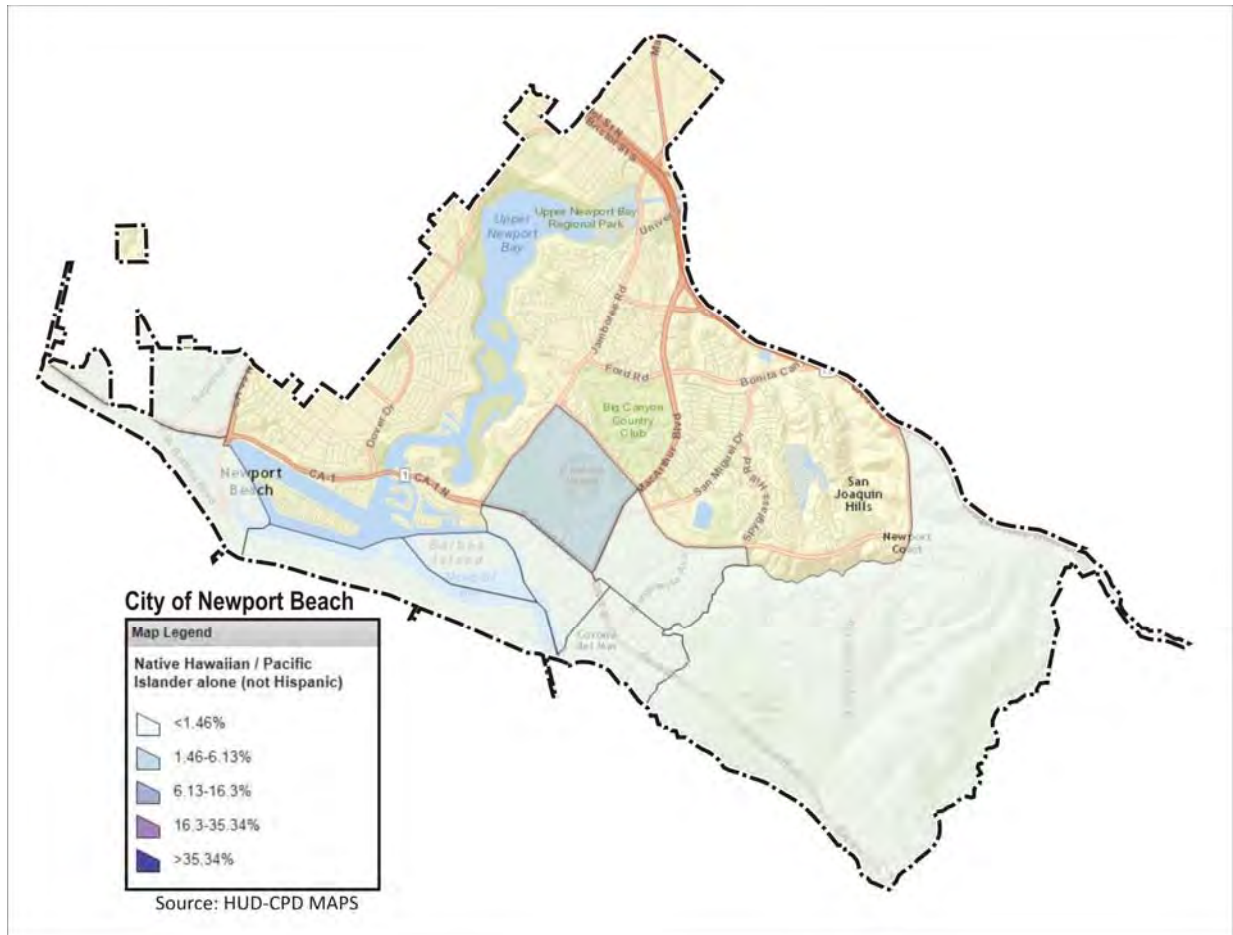 Upper Newport Bay
Regional Park
Upper
Newport
Bay
Jamboree Rd
Ford Rd
Bonita Can
Big Canyon
Country
Club
MacArthur Blvd
San Miguel Dr
Spyglass Hill Rd
San
Joaquin
Hills
Newport
Coast
Dover Dr
CA-1
1
CA-1 N
Newport
Beach
Balboa
Island
Corona
del Mar
City of Newport Beach
Map Legend
Native Hawaiian / Pacific
Islander alone (not Hispanic)
<1.46%
1.46-6.13%
6.13-16.3%
16.3-35.34%
>35.34%
Source: HUD-CPD MAPS